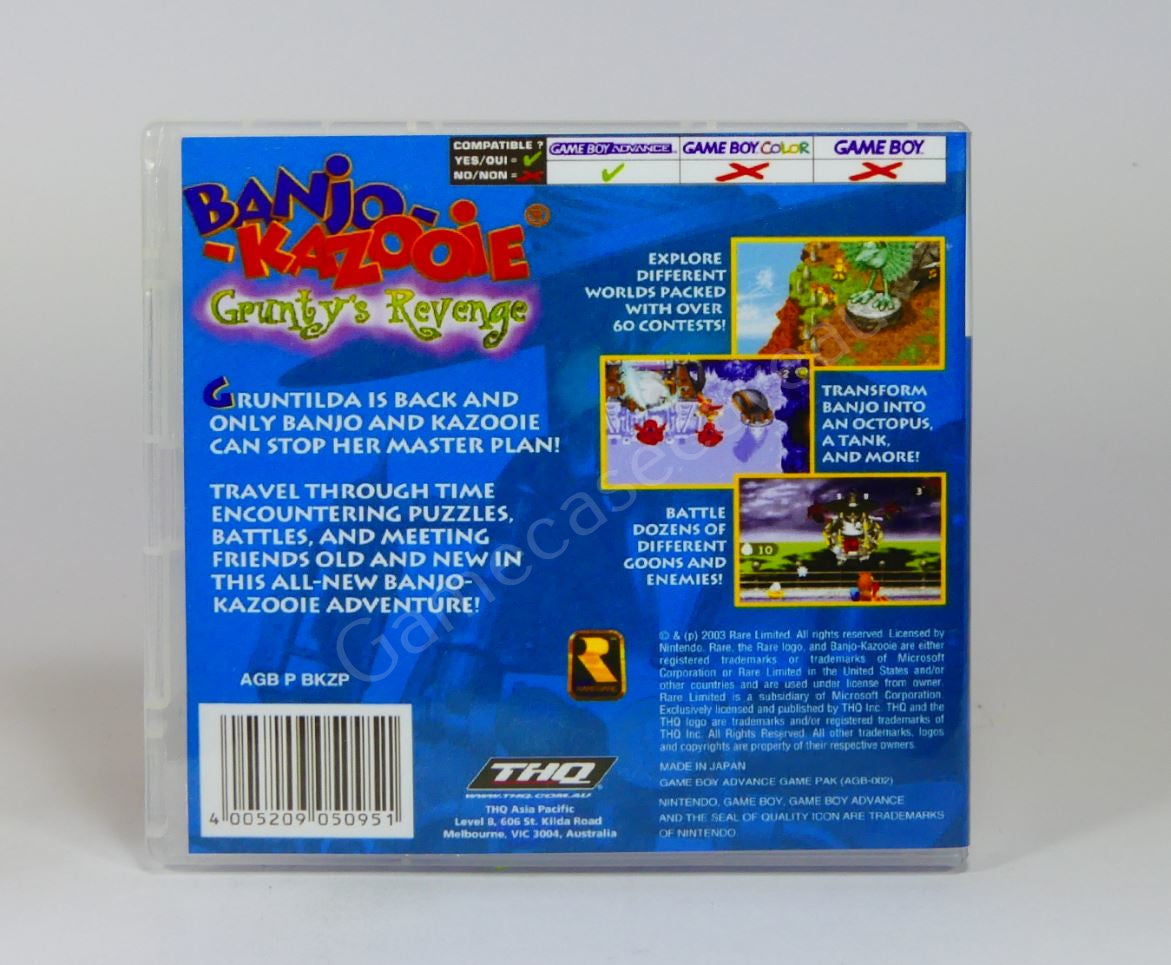 COMPATIBLE ?
YES/OUI =
NO/NON =
GAME BOY ADVANCE
GAME BOY COLOR
GAME BOY
BANJO-
-KAZOOIE
Grunty's Revenge
GRUNTILDA IS BACK AND
ONLY BANJO AND KAZOOIE
CAN STOP HER MASTER PLAN!
TRAVEL THROUGH TIME
ENCOUNTERING PUZZLES,
BATTLES, AND MEETING
FRIENDS OLD AND NEW IN
THIS ALL-NEW BANJO-
KAZOOIE ADVENTURE!
EXPLORE
DIFFERENT
WORLDS PACKED
WITH OVER
60 CONTESTS!
TRANSFORM
BANJO INTO
AN OCTOPUS,
A TANK,
AND MORE!
BATTLE
DOZENS OF
DIFFERENT
GOONS AND
ENEMIES!
10
3
AGB P BKZP
4 005209 050951
R
RAREWARE
THQ
WWW.THQ.COM.AU
THQ Asia Pacific
Level 8, 606 St. Kilda Road
Melbourne, VIC 3004, Australia
© & (p) 2003 Rare Limited. All rights reserved. Licensed by
Nintendo. Rare, the Rare logo, and Banjo-Kazooie are either
registered trademarks or trademarks of Microsoft
Corporation or Rare Limited in the United States and/or
other countries and are used under license from owner.
Rare Limited is a subsidiary of Microsoft Corporation.
Exclusively licensed and published by THQ Inc. THQ and the
THQ logo are trademarks and/or registered trademarks of
THQ Inc. All Rights Reserved. All other trademarks, logos
and copyrights are property of their respective owners.
MADE IN JAPAN
GAME BOY ADVANCE GAME PAK (AGB-002)
NINTENDO, GAME BOY, GAME BOY ADVANCE
AND THE SEAL OF QUALITY ICON ARE TRADEMARKS
OF NINTENDO.